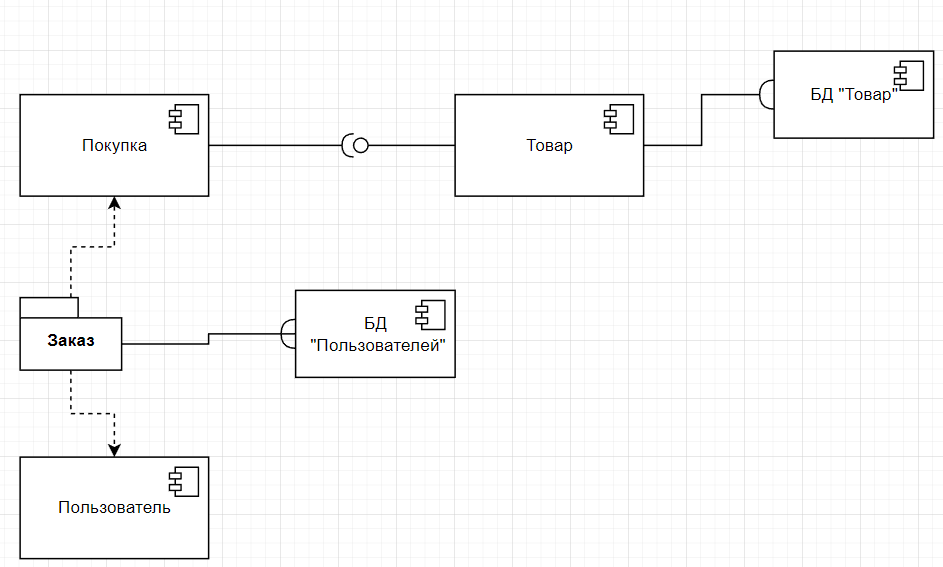 БД "Товар"
Покупка
Товар
БД
"Пользователей"
Заказ
Пользователь